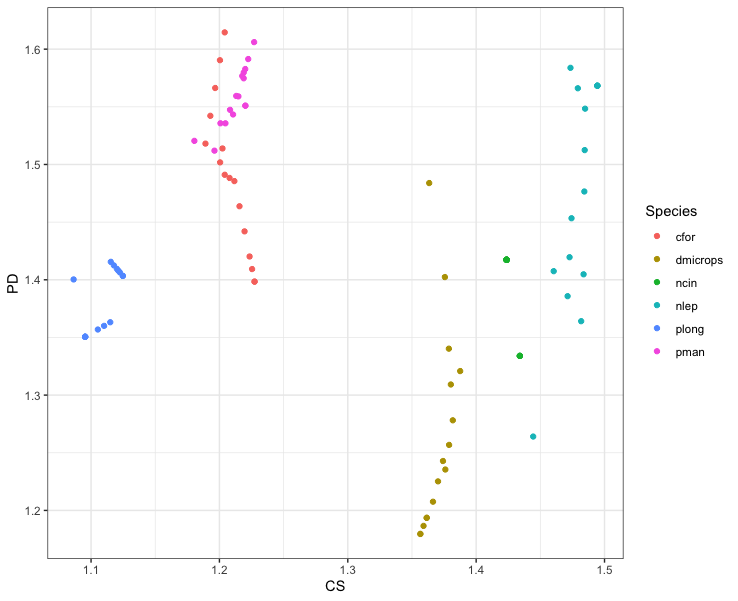 1.6
1.5
1.4
1.3
1.2
PD
1.1
1.2
1.3
1.4
1.5
CS
Species
cfor
dmicrops
ncin
nlep
plong
pman